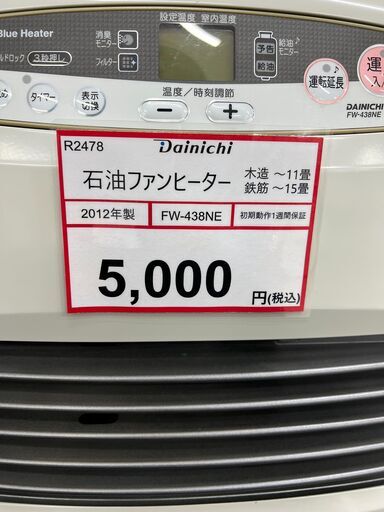 Blue Heater
設定温度 室内温度
消臭
モニター
フィルター
ルドロック
3秒押し
予告
給油
給油
モニター
運転延長
運
入
タイマー
表示
切換
温度／時刻調節
− +
DAINICHI
FW-438NE
R2478
Dainichi
石油ファンヒーター
木造 ～11畳
鉄筋 ～15畳
2012年製
FW-438NE
初期動作1週間保証
5,000
円(税込)